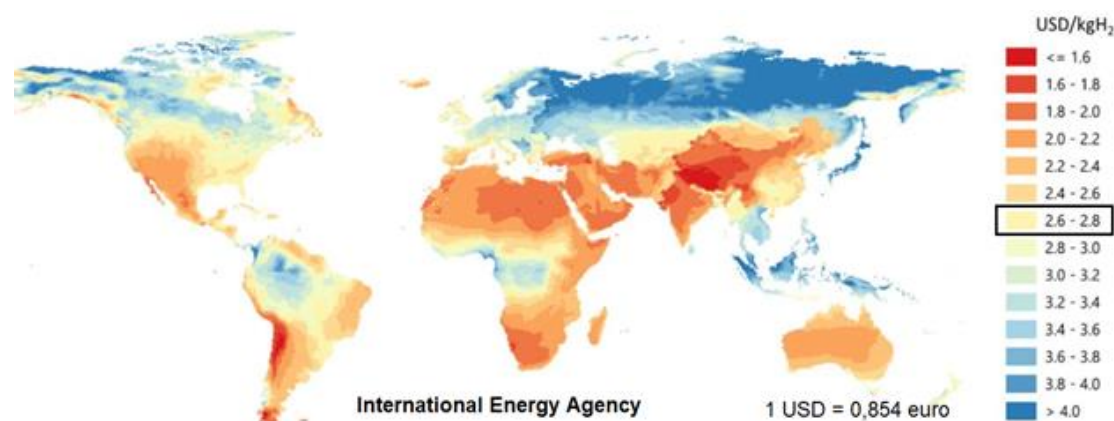 USD/kgH₂
<= 1.6
1.6 - 1.8
1.8 - 2.0
2.0 - 2.2
2.2 - 2.4
2.4 - 2.6
2.6 - 2.8
2.8 - 3.0
3.0 - 3.2
3.2 - 3.4
3.4 - 3.6
3.6 - 3.8
3.8 - 4.0
> 4.0
International Energy Agency
1 USD = 0,854 euro